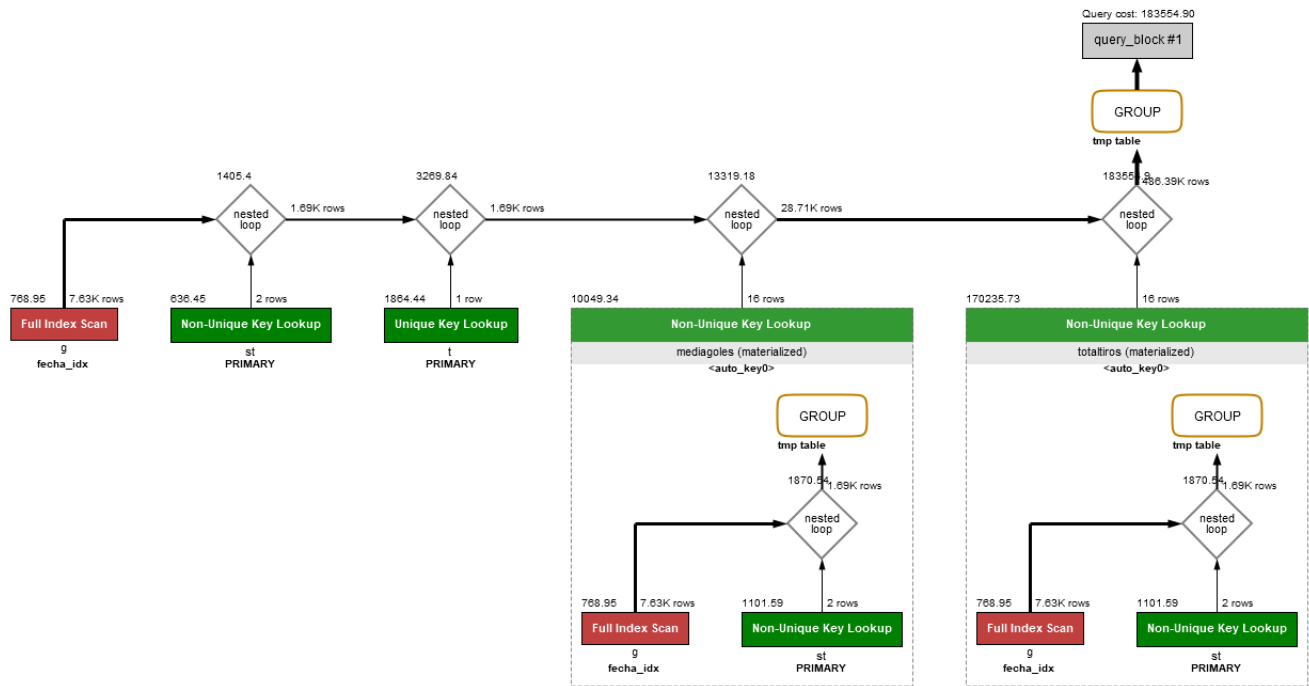 Query cost: 183554.90
query_block #1
GROUP
tmp table
1405.4
3269.84
13319.18
183554.9
486.39K rows
nested loop
1.69K rows
nested loop
1.69K rows
nested loop
28.71K rows
nested loop
768.95
7.63K rows
636.45
2 rows
1864.44
1 row
10049.34
16 rows
170235.73
16 rows
Full Index Scan
Non-Unique Key Lookup
Unique Key Lookup
Non-Unique Key Lookup
Non-Unique Key Lookup
g
fecha_idx
st
PRIMARY
t
PRIMARY
mediagoles (materialized)
<auto_key0>
totaltiros (materialized)
<auto_key0>
GROUP
tmp table
1870.54
1.69K rows
nested loop
768.95
7.63K rows
1101.59
2 rows
Full Index Scan
Non-Unique Key Lookup
g
fecha_idx
st
PRIMARY
GROUP
tmp table
1870.54
1.69K rows
nested loop
768.95
7.63K rows
1101.59
2 rows
Full Index Scan
Non-Unique Key Lookup
g
fecha_idx
st
PRIMARY